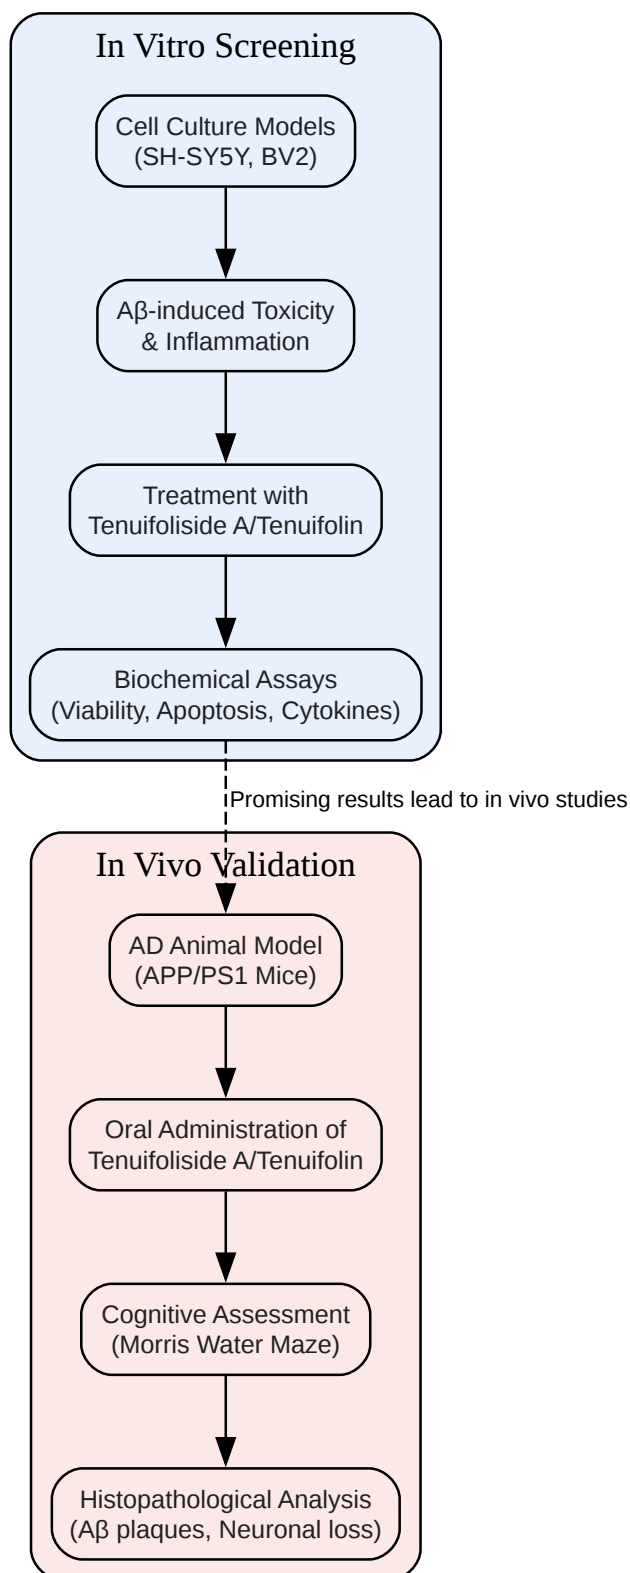 In Vitro Screening
Cell Culture Models
(SH-SY5Y, BV2)
Aβ-induced Toxicity
& Inflammation
Treatment with
Tenuifoliside A/Tenuifolin
Biochemical Assays
(Viability, Apoptosis, Cytokines)
Promising results lead to in vivo studies
In Vivo Validation
AD Animal Model
(APP/PS1 Mice)
Oral Administration of
Tenuifoliside A/Tenuifolin
Cognitive Assessment
(Morris Water Maze)
Histopathological Analysis
(Aβ plaques, Neuronal loss)